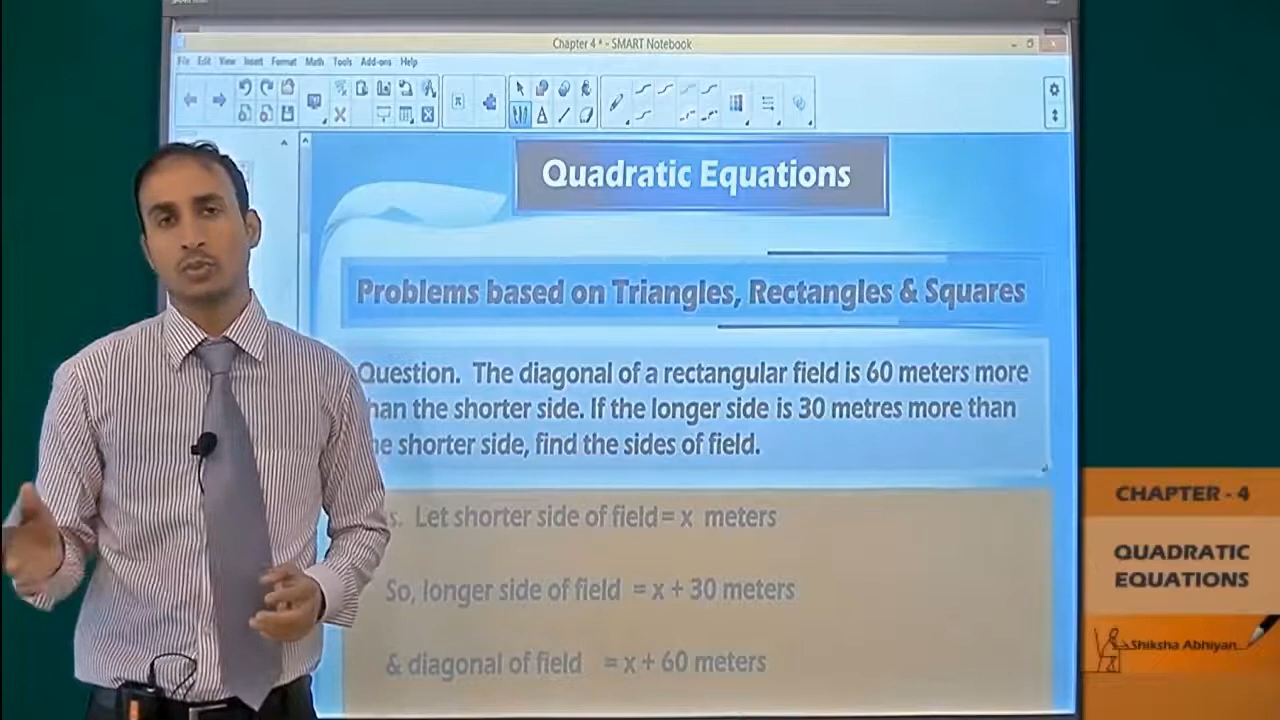 Chapter 4 * - SMART Notebook
File Edit View Insert Format Math Tools Add-ons Help
Quadratic Equations
Problems based on Triangles, Rectangles & Squares
Question. The diagonal of a rectangular field is 60 meters more
han the shorter side. If the longer side is 30 metres more than
he shorter side, find the sides of field.
s. Let shorter side of field = x meters
So, longer side of field = x + 30 meters
& diagonal of field = x + 60 meters
CHAPTER - 4
QUADRATIC
EQUATIONS
Shiksha Abhiyan